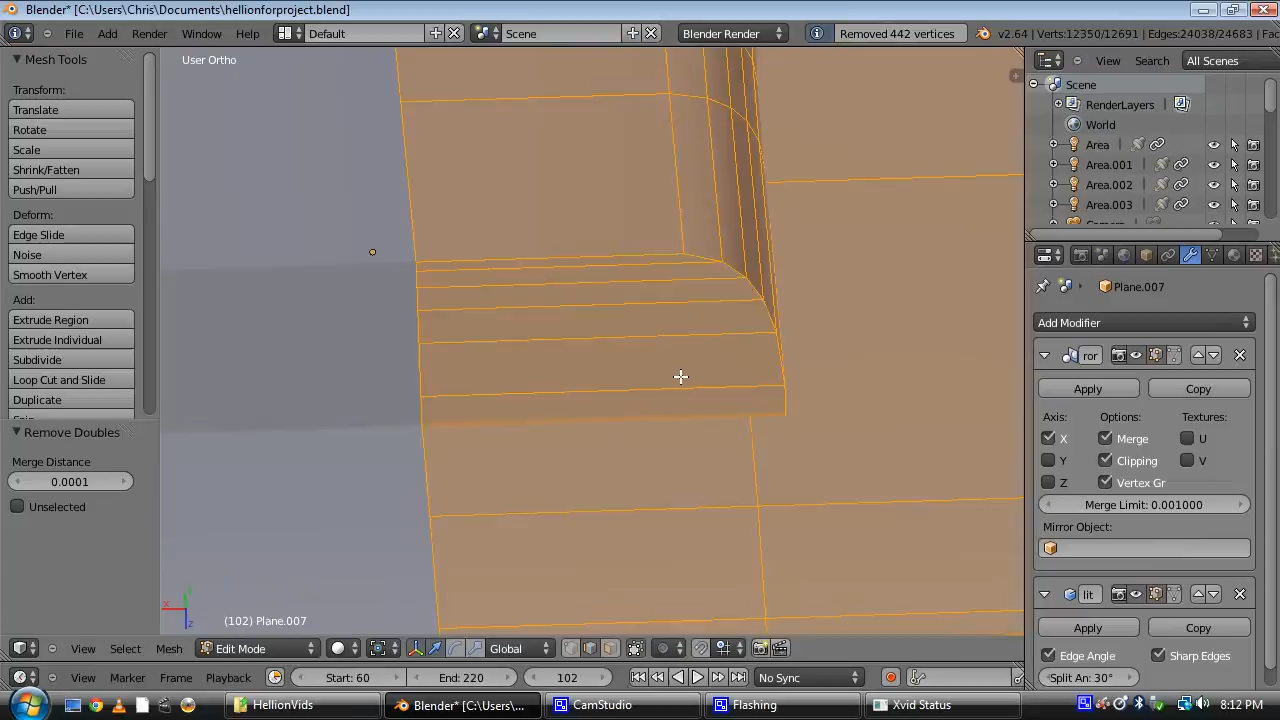 Blender* [C:\Users\Chris\Documents\hellionforproject.blend]
File Add Render Window Help Default Scene Blender Render Removed 442 vertices v2.64 | Verts:12350/12691 | Edges:24038/24683 | Fac
Mesh Tools
Transform:
Translate
Rotate
Scale
Shrink/Fatten
Push/Pull
Deform:
Edge Slide
Noise
Smooth Vertex
Add:
Extrude Region
Extrude Individual
Subdivide
Loop Cut and Slide
Duplicate
Remove Doubles
Merge Distance
0.0001
Unselected
User Ortho
x
z
(102) Plane.007
View Search All Scenes
Scene
RenderLayers
World
Area
Area.001
Area.002
Area.003
Plane.007
Add Modifier
ror
Apply Copy
Axis: Options: Textures:
X Merge U
Y Clipping V
Z Vertex Gr
Merge Limit: 0.001000
Mirror Object:
lit
Apply Copy
Edge Angle Sharp Edges
Split An: 30°
View Select Mesh Edit Mode Global
View Marker Frame Playback Start: 60 End: 220 102 No Sync
HellionVids Blender* [C:\Users\... CamStudio Flashing Xvid Status 8:12 PM